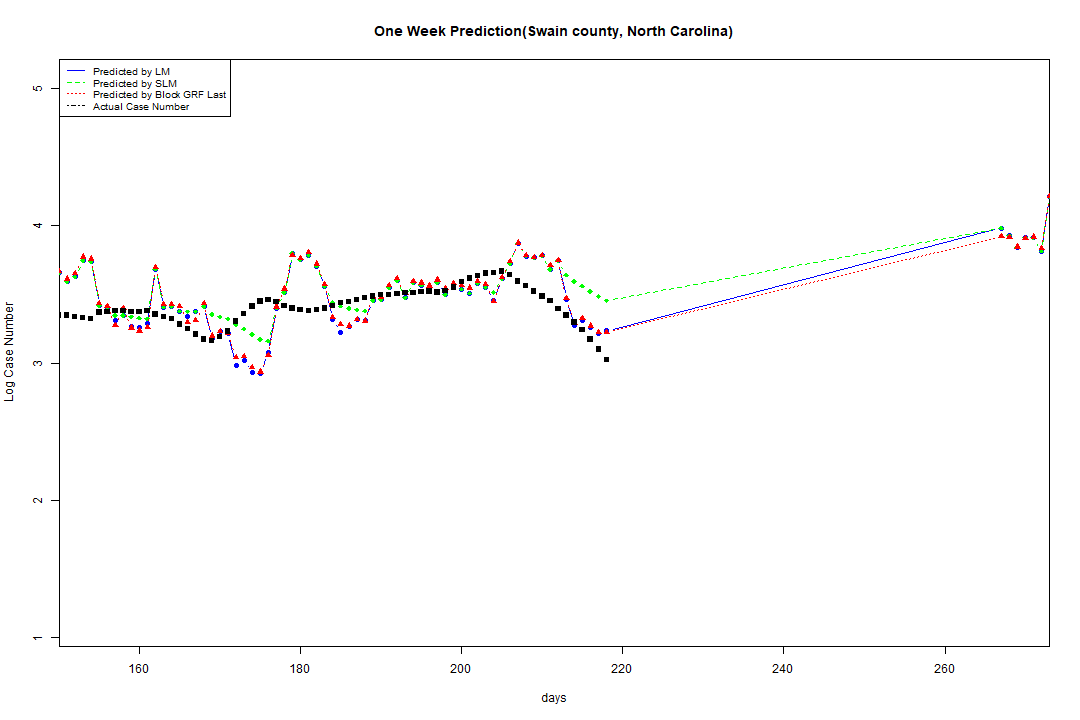 One Week Prediction(Swain county, North Carolina)
Predicted by LM
Predicted by SLM
Predicted by Block GRF Last
Actual Case Number
5
4
3
2
1
Log Case Number
160
180
200
220
240
260
days